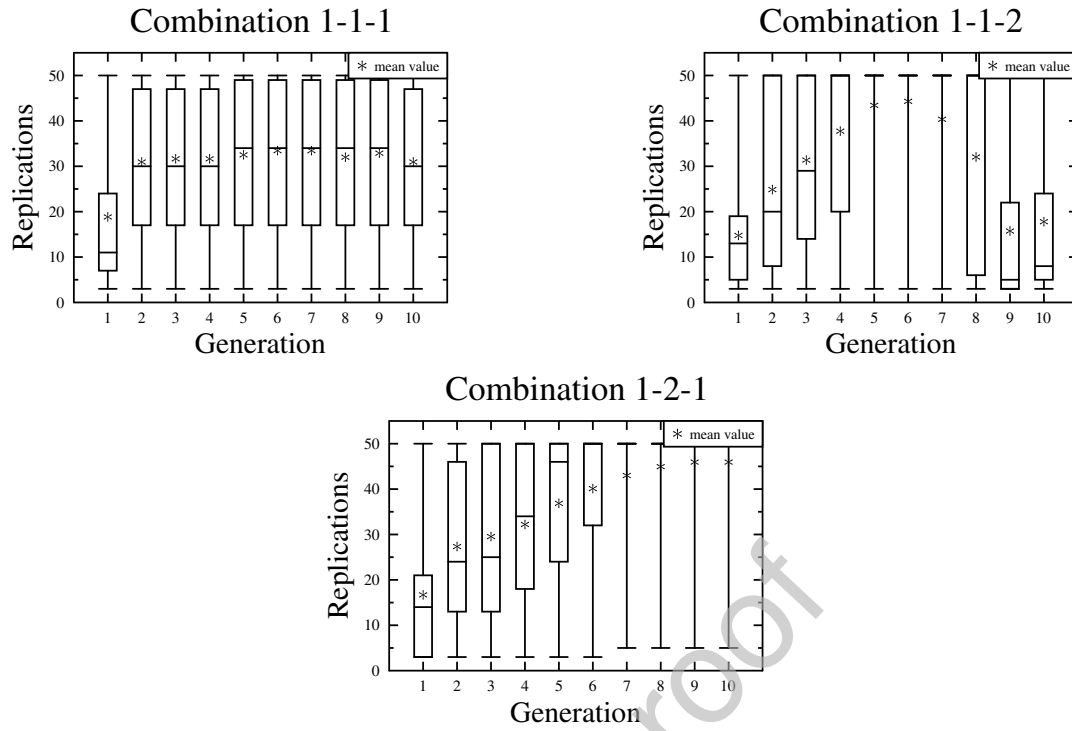 Combination 1-1-1
* mean value
50
40
30
20
10
0
Replications
1 2 3 4 5 6 7 8 9 10
Generation
Combination 1-1-2
* mean value
50
40
30
20
10
0
Replications
1 2 3 4 5 6 7 8 9 10
Generation
Combination 1-2-1
* mean value
50
40
30
20
10
0
Replications
1 2 3 4 5 6 7 8 9 10
Generation
roof